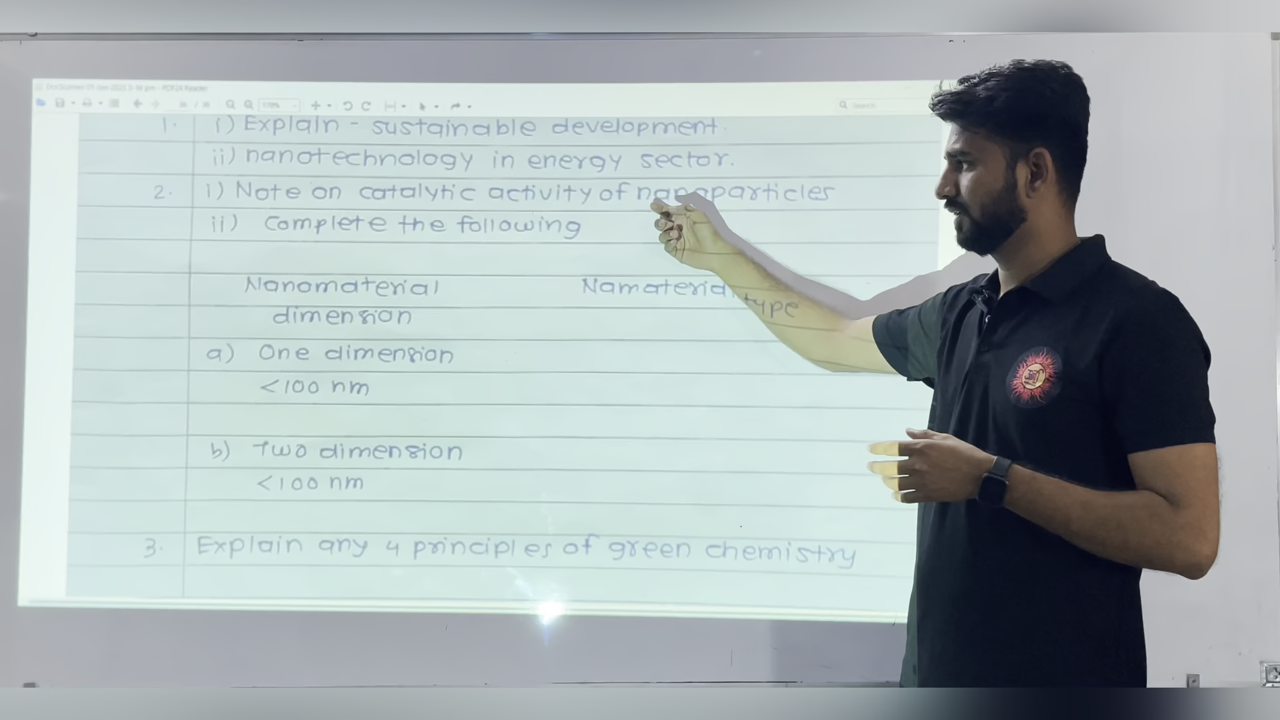 1. i) Explain - sustainable development.
ii) nanotechnology in energy sector.
2. i) Note on catalytic activity of nanoparticles
ii) Complete the following
Nanomaterial Namaterial type
dimension
a) One dimension
<100 nm
b) Two dimension
<100 nm
3. Explain any 4 principles of green chemistry